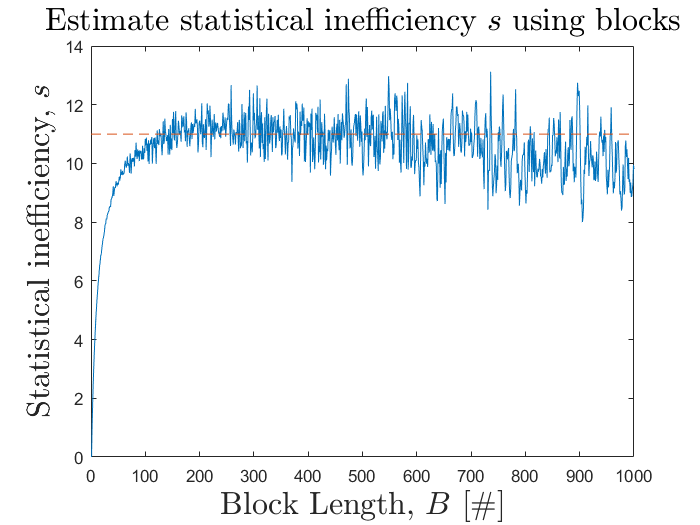 Estimate statistical inefficiency s using blocks
Statistical inefficiency, s
14
12
10
8
6
4
2
0
0 100 200 300 400 500 600 700 800 900 1000
Block Length, B [#]